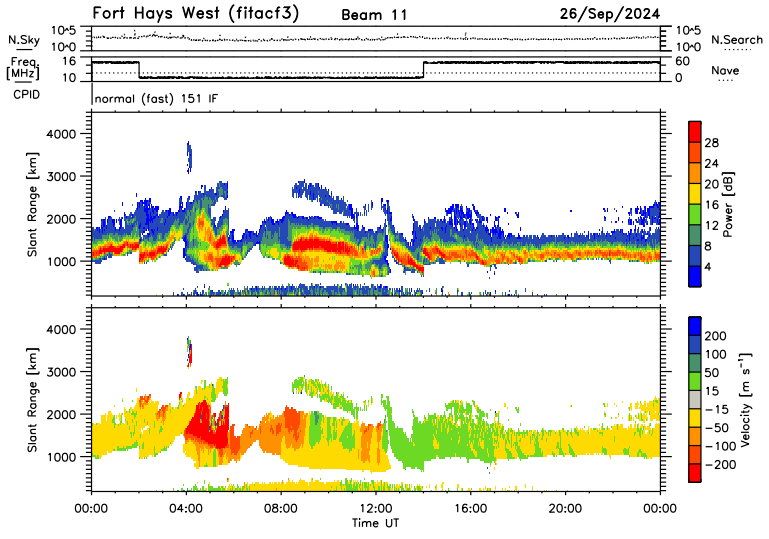 Fort Hays West (fitacf3) Beam 11 26/Sep/2024
N.Sky 10^5 10^0 10^5 10^0 N.Search
Freq. [MHz] 16 10 60 0 Nave
CPID normal (fast) 151 IF
Slant Range [km] 4000 3000 2000 1000
28 24 20 16 12 8 4 Power [dB]
Slant Range [km] 4000 3000 2000 1000
200 100 50 15 −15 −50 −100 −200 Velocity [m s⁻¹]
00:00 04:00 08:00 12:00 16:00 20:00 00:00
Time UT